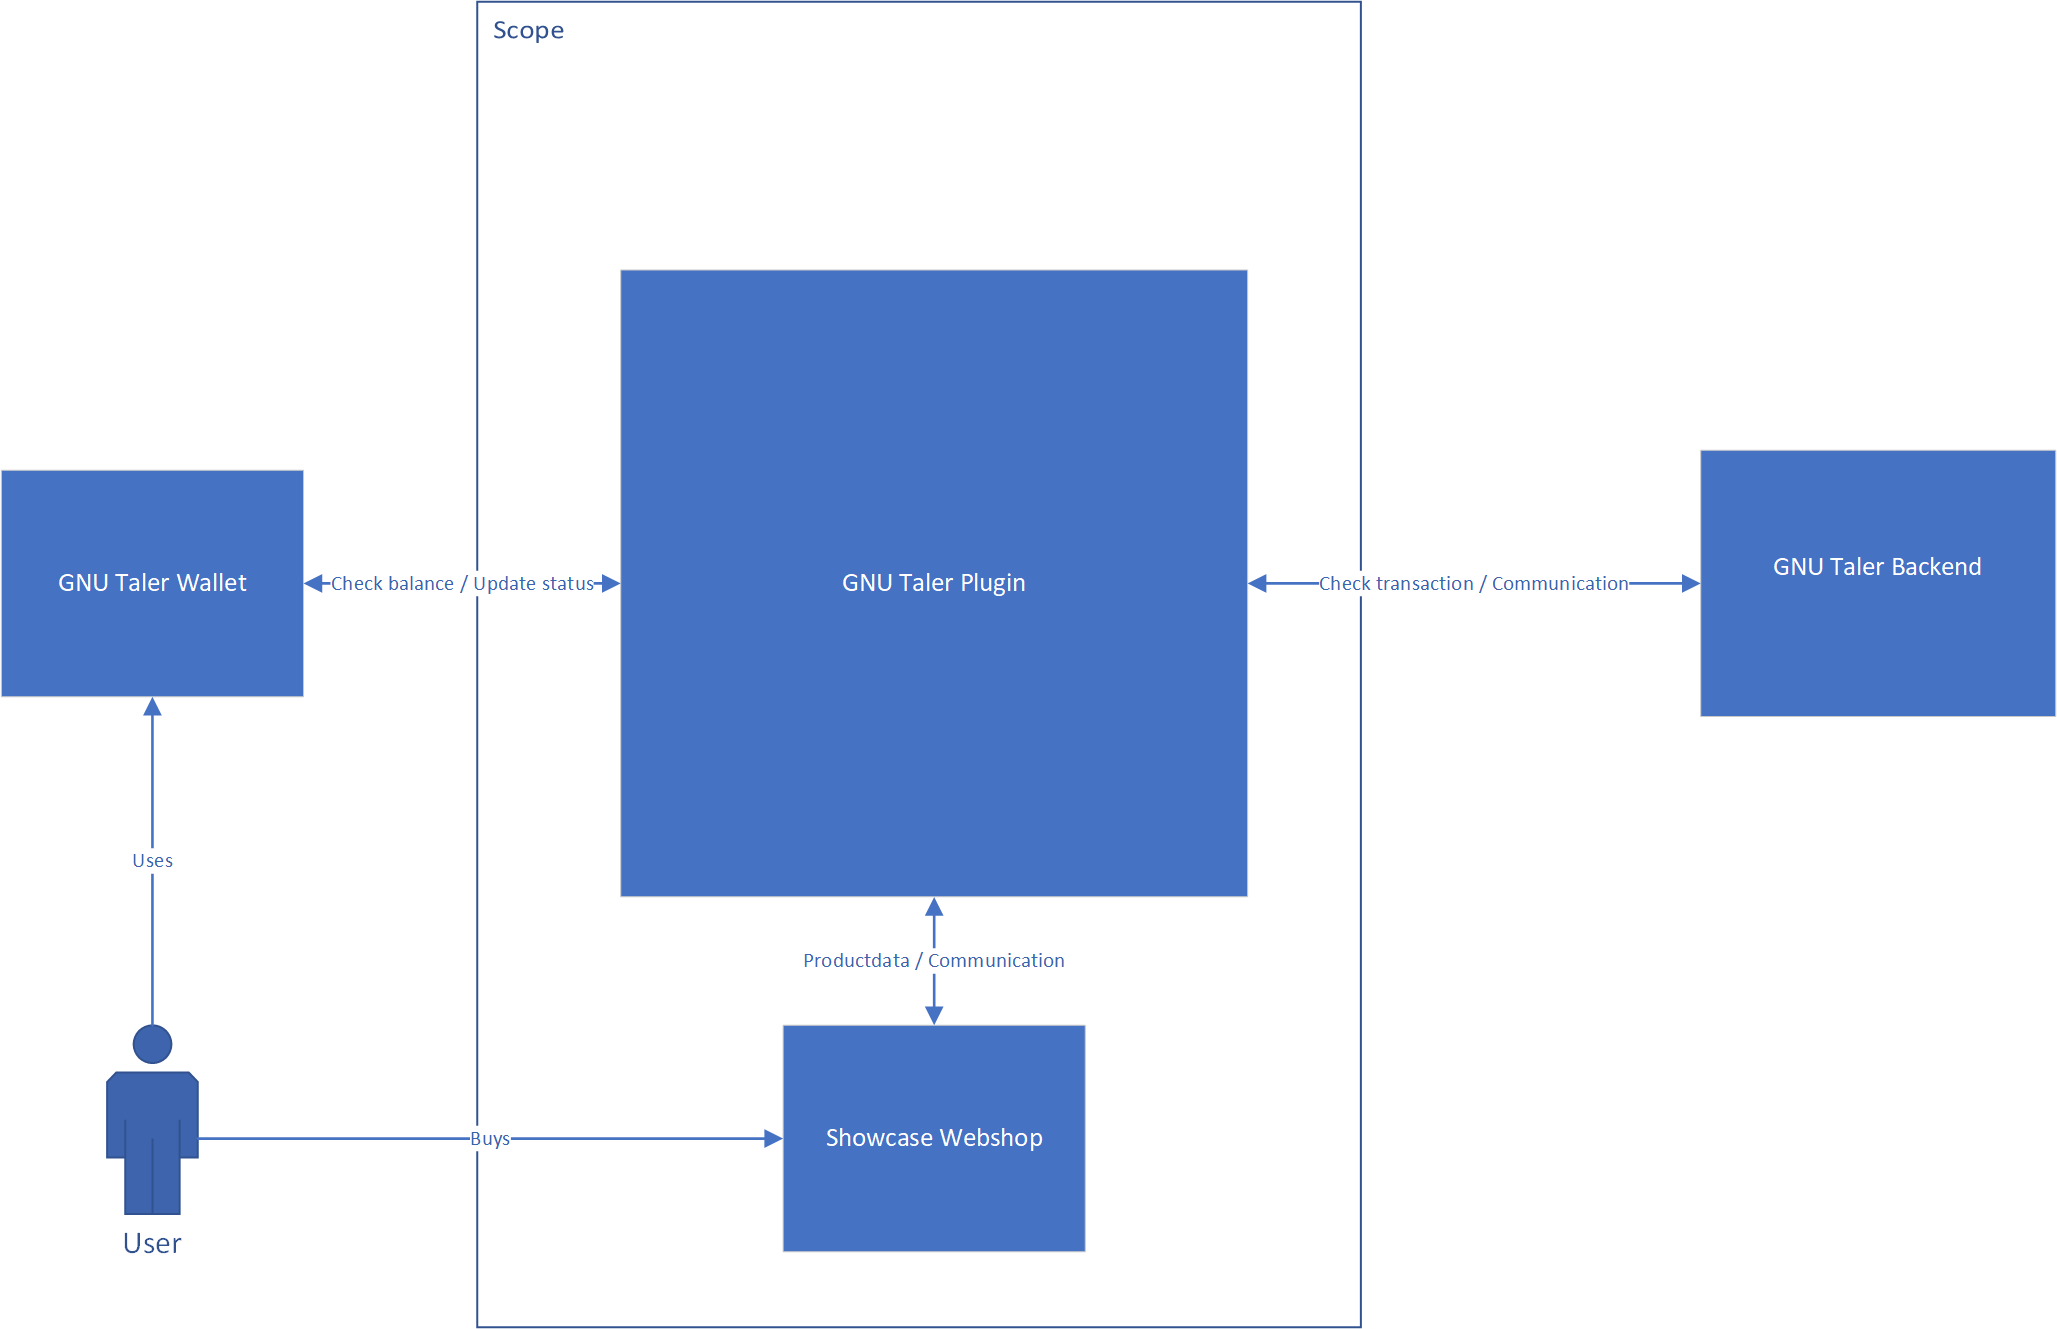 Scope
GNU Taler Wallet
Check balance / Update status
GNU Taler Plugin
Check transaction / Communication
GNU Taler Backend
Uses
Productdata / Communication
Buys
Showcase Webshop
User